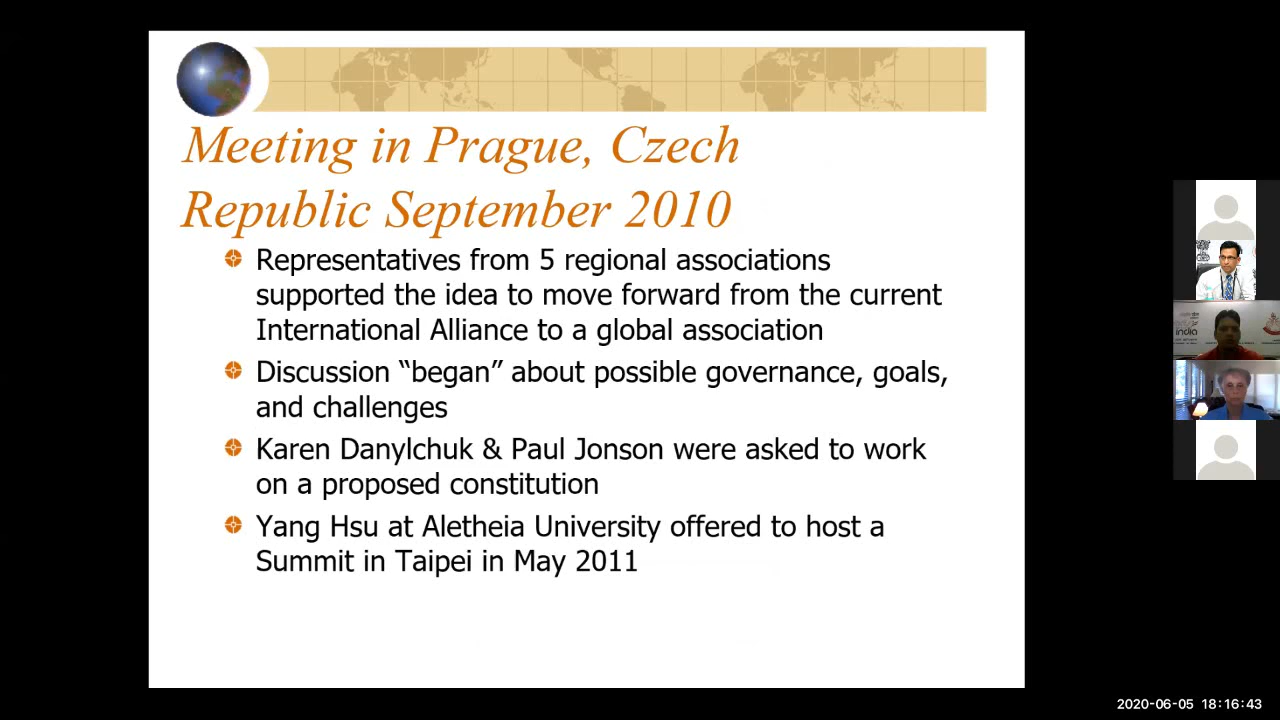 Meeting in Prague, Czech
Republic September 2010
Representatives from 5 regional associations
supported the idea to move forward from the current
International Alliance to a global association
Discussion “began” about possible governance, goals,
and challenges
Karen Danylchuk & Paul Jonson were asked to work
on a proposed constitution
Yang Hsu at Aletheia University offered to host a
Summit in Taipei in May 2011
india
2020-06-05 18:16:43